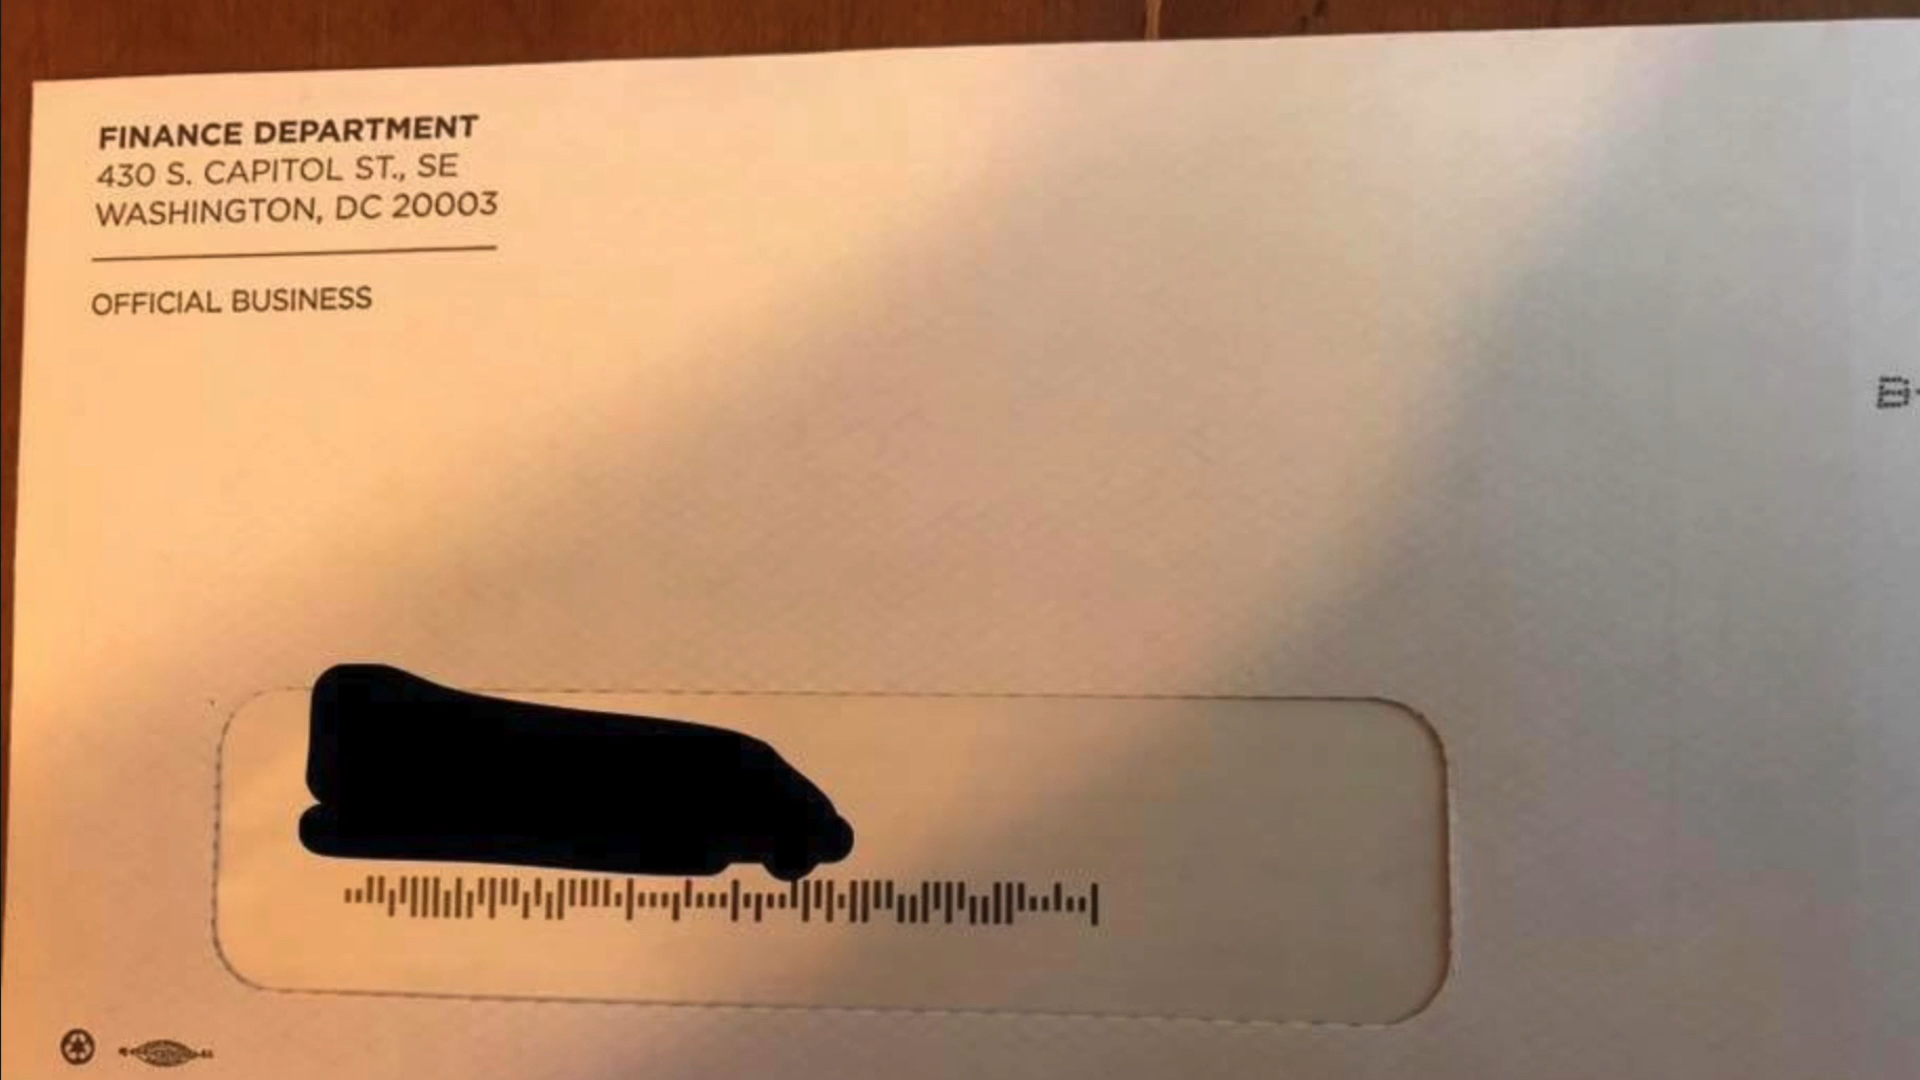 FINANCE DEPARTMENT
430 S. CAPITOL ST., SE
WASHINGTON, DC 20003
OFFICIAL BUSINESS